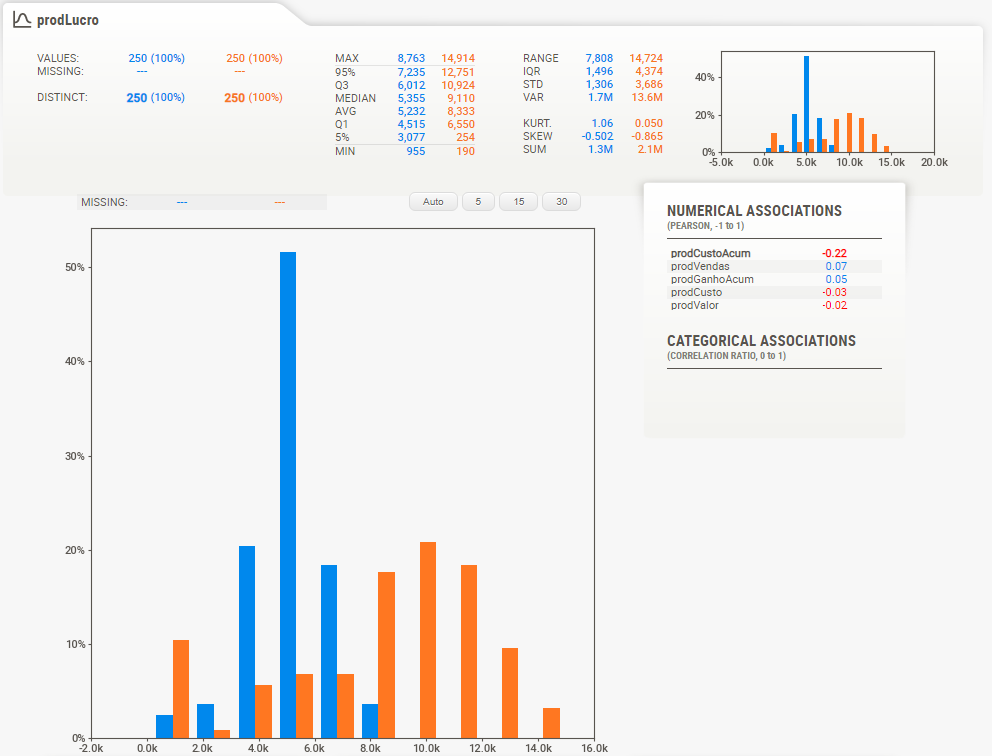 prodLucro
VALUES: 250 (100%) 250 (100%)
MISSING: --- ---
DISTINCT: 250 (100%) 250 (100%)
MAX 8,763 14,914
95% 7,235 12,751
Q3 6,012 10,924
MEDIAN 5,355 9,110
AVG 5,232 8,333
Q1 4,515 6,550
5% 3,077 254
MIN 955 190
RANGE 7,808 14,724
IQR 1,496 4,374
STD 1,306 3,686
VAR 1.7M 13.6M
KURT. 1.06 0.050
SKEW -0.502 -0.865
SUM 1.3M 2.1M
40%
20%
0%
-5.0k 0.0k 5.0k 10.0k 15.0k 20.0k
MISSING: --- ---
Auto 5 15 30
50%
40%
30%
20%
10%
0%
-2.0k 0.0k 2.0k 4.0k 6.0k 8.0k 10.0k 12.0k 14.0k 16.0k
NUMERICAL ASSOCIATIONS
(PEARSON, -1 to 1)
prodCustoAcum -0.22
prodVendas 0.07
prodGanhoAcum 0.05
prodCusto -0.03
prodValor -0.02
CATEGORICAL ASSOCIATIONS
(CORRELATION RATIO, 0 to 1)